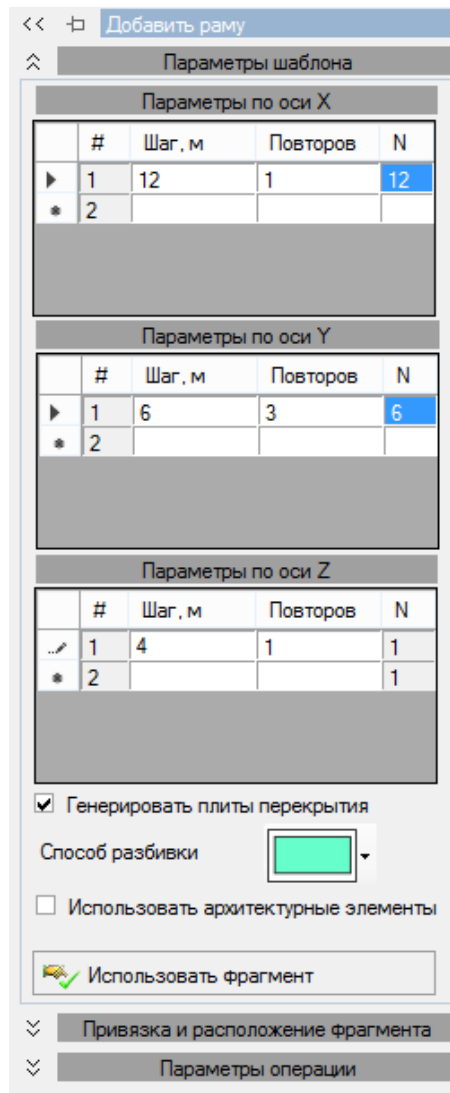 << Добавить раму
Параметры шаблона
Параметры по оси X
# Шаг, м Повторов N
1 12 1 12
2
Параметры по оси Y
# Шаг, м Повторов N
1 6 3 6
2
Параметры по оси Z
# Шаг, м Повторов N
1 4 1 1
2 1
Генерировать плиты перекрытия
Способ разбивки
Использовать архитектурные элементы
Использовать фрагмент
Привязка и расположение фрагмента
Параметры операции